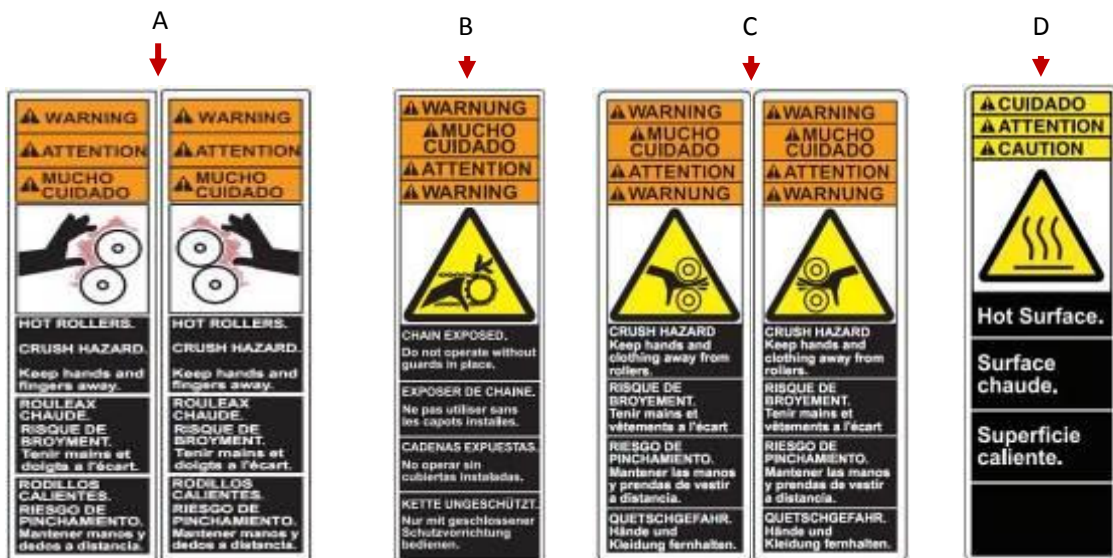 A
B
C
D
WARNING
ATTENTION
MUCHO
CUIDADO
HOT ROLLERS.
CRUSH HAZARD.
Keep hands and
fingers away.
ROULEAX
CHAUDE.
RISQUE DE
BROYMENT.
Tenir mains et
doigts a l'écart.
RODILLOS
CALIENTES.
RIESGO DE
PINCHAMIENTO.
Mantener manos y
dedos a distancia.
WARNING
ATTENTION
MUCHO
CUIDADO
HOT ROLLERS.
CRUSH HAZARD.
Keep hands and
fingers away.
ROULEAX
CHAUDE.
RISQUE DE
BROYMENT.
Tenir mains et
doigts a l'écart.
RODILLOS
CALIENTES.
RIESGO DE
PINCHAMIENTO.
Mantener manos y
dedos a distancia.
WARNUNG
MUCHO
CUIDADO
ATTENTION
WARNING
CHAIN EXPOSED.
Do not operate without
guards in place.
EXPOSER DE CHAINE.
Ne pas utiliser sans
les capots installes.
CADENAS EXPUESTAS.
No operar sin
cubiertas instaladas.
KETTE UNGESCHÜTZT.
Nur mit geschlossener
Schutzvorrichtung
bedienen.
WARNING
MUCHO
CUIDADO
ATTENTION
WARNUNG
CRUSH HAZARD
Keep hands and
clothing away from
rollers.
RISQUE DE
BROYEMENT.
Tenir mains et
vêtements a l'écart
RIESGO DE
PINCHAMIENTO.
Mantener las manos
y prendas de vestir
a distancia.
QUETSCHGEFAHR.
Hände und
Kleidung fernhalten.
WARNING
MUCHO
CUIDADO
ATTENTION
WARNUNG
CRUSH HAZARD
Keep hands and
clothing away from
rollers.
RISQUE DE
BROYEMENT.
Tenir mains et
vêtements a l'écart
RIESGO DE
PINCHAMIENTO.
Mantener las manos
y prendas de vestir
a distancia.
QUETSCHGEFAHR.
Hände und
Kleidung fernhalten.
CUIDADO
ATTENTION
CAUTION
Hot Surface.
Surface
chaude.
Superficie
caliente.